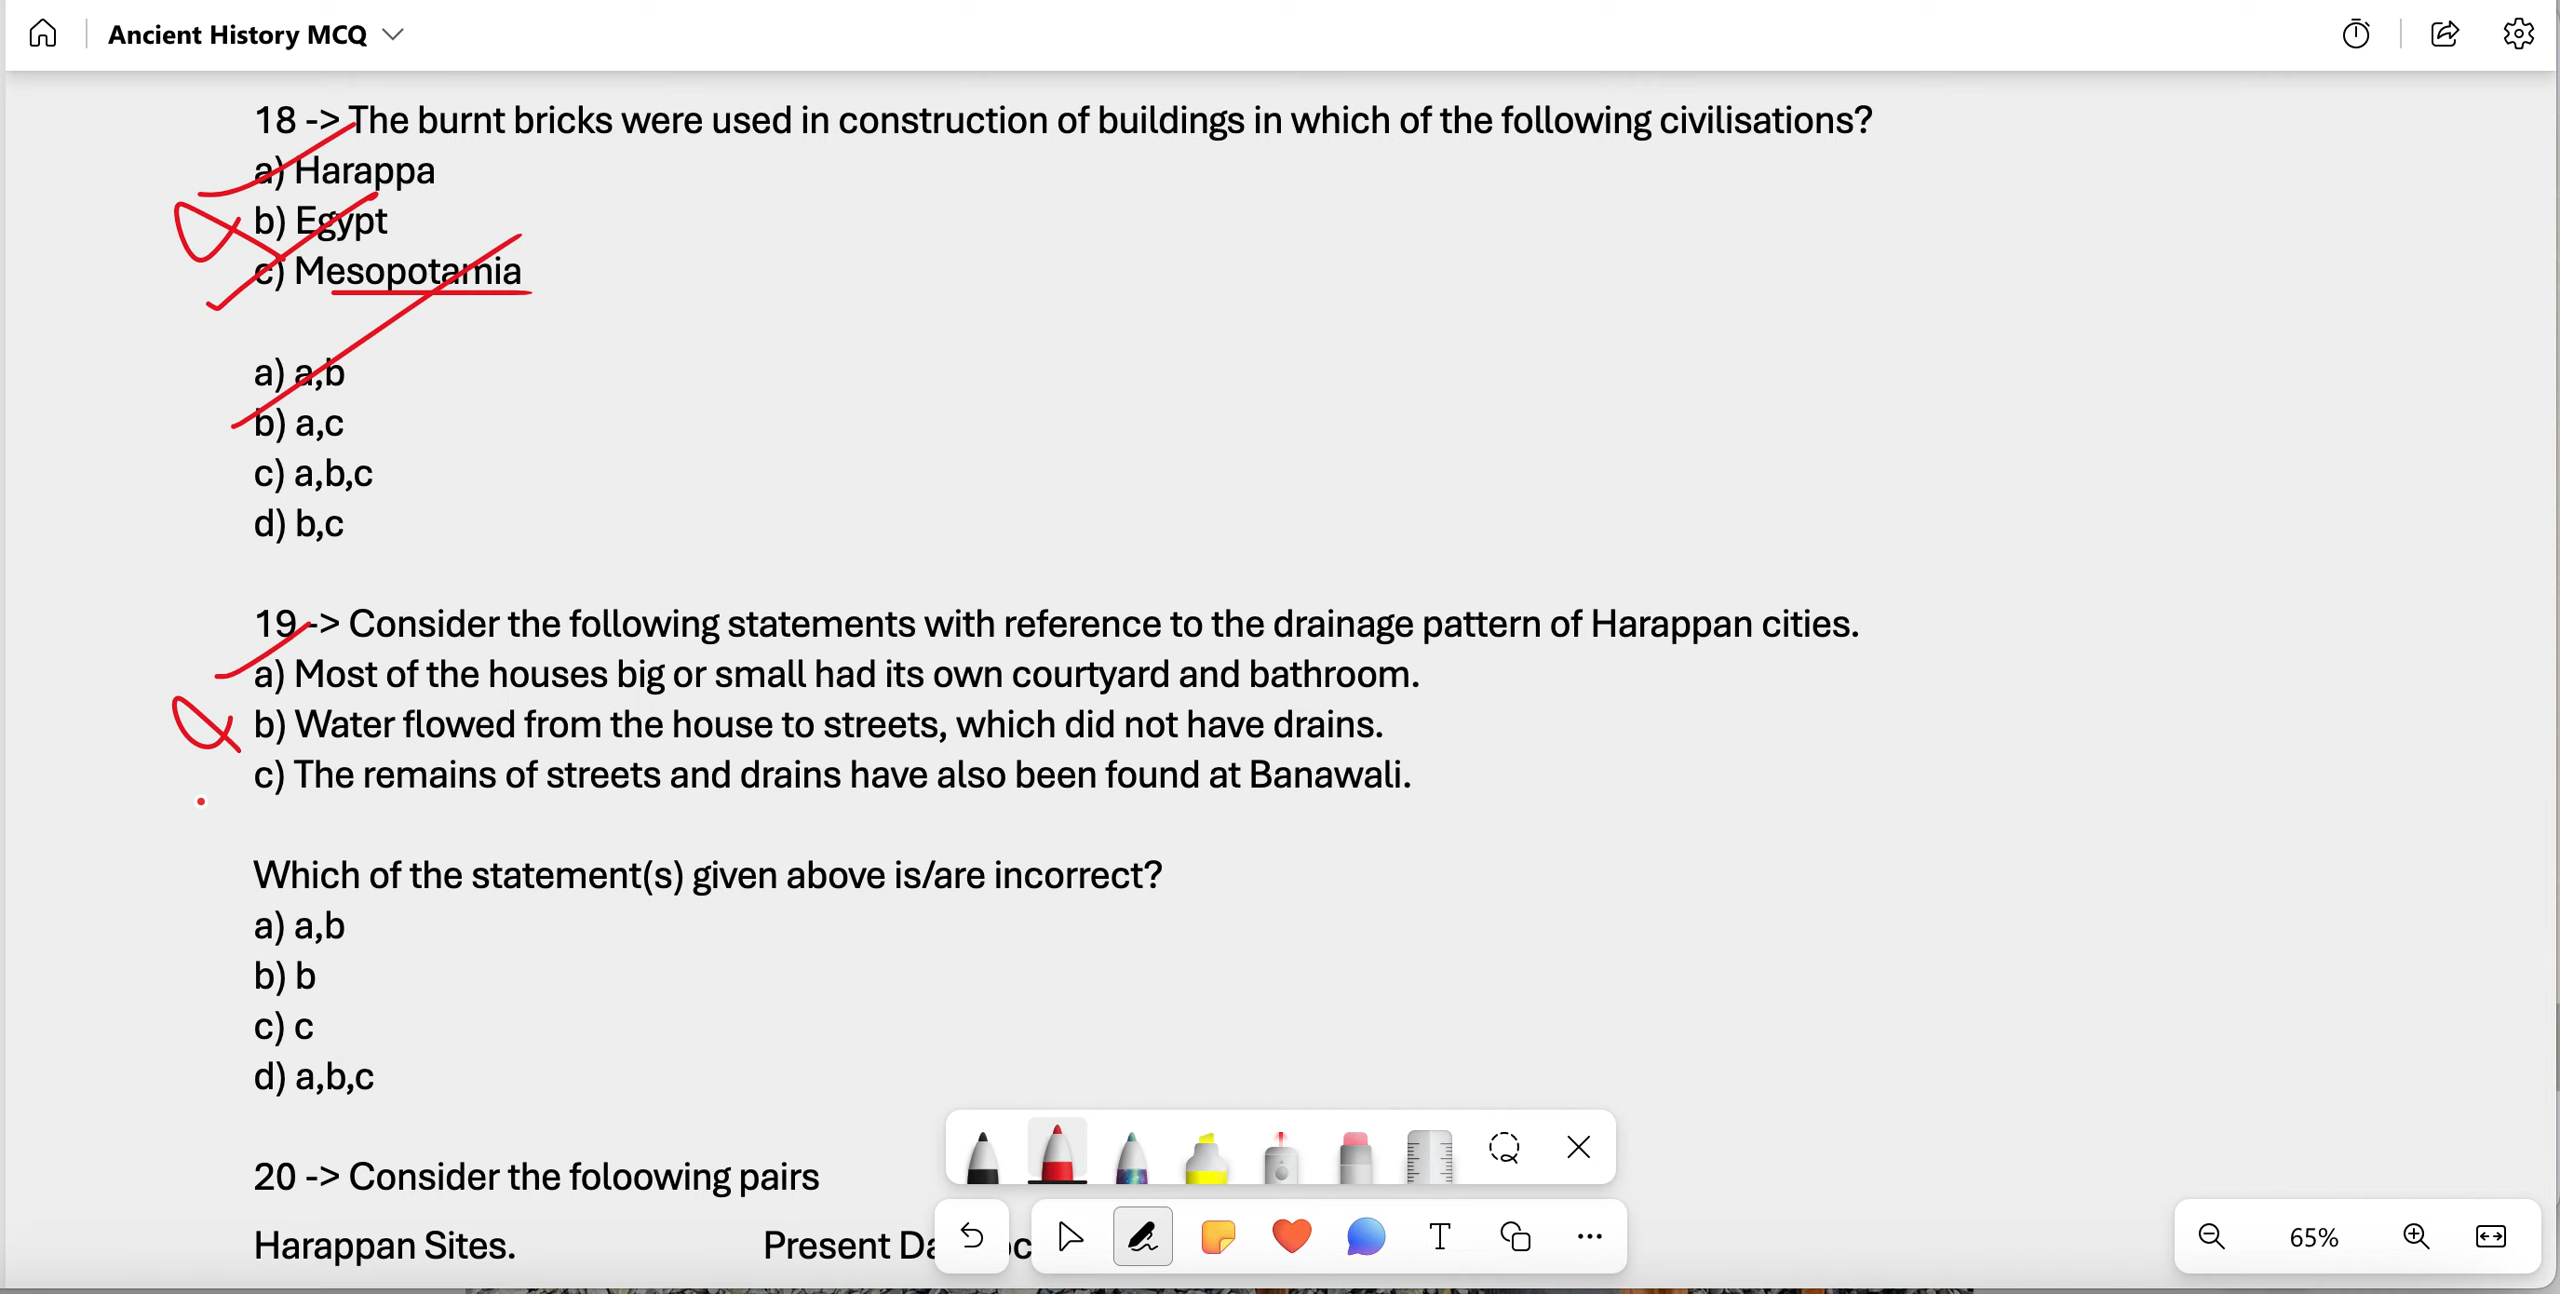 Ancient History MCQ
18 -> The burnt bricks were used in construction of buildings in which of the following civilisations?
a) Harappa
b) Egypt
c) Mesopotamia
a) a,b
b) a,c
c) a,b,c
d) b,c
19 -> Consider the following statements with reference to the drainage pattern of Harappan cities.
a) Most of the houses big or small had its own courtyard and bathroom.
b) Water flowed from the house to streets, which did not have drains.
c) The remains of streets and drains have also been found at Banawali.
Which of the statement(s) given above is/are incorrect?
a) a,b
b) b
c) c
d) a,b,c
20 -> Consider the foloowing pairs
Harappan Sites. Present
65%